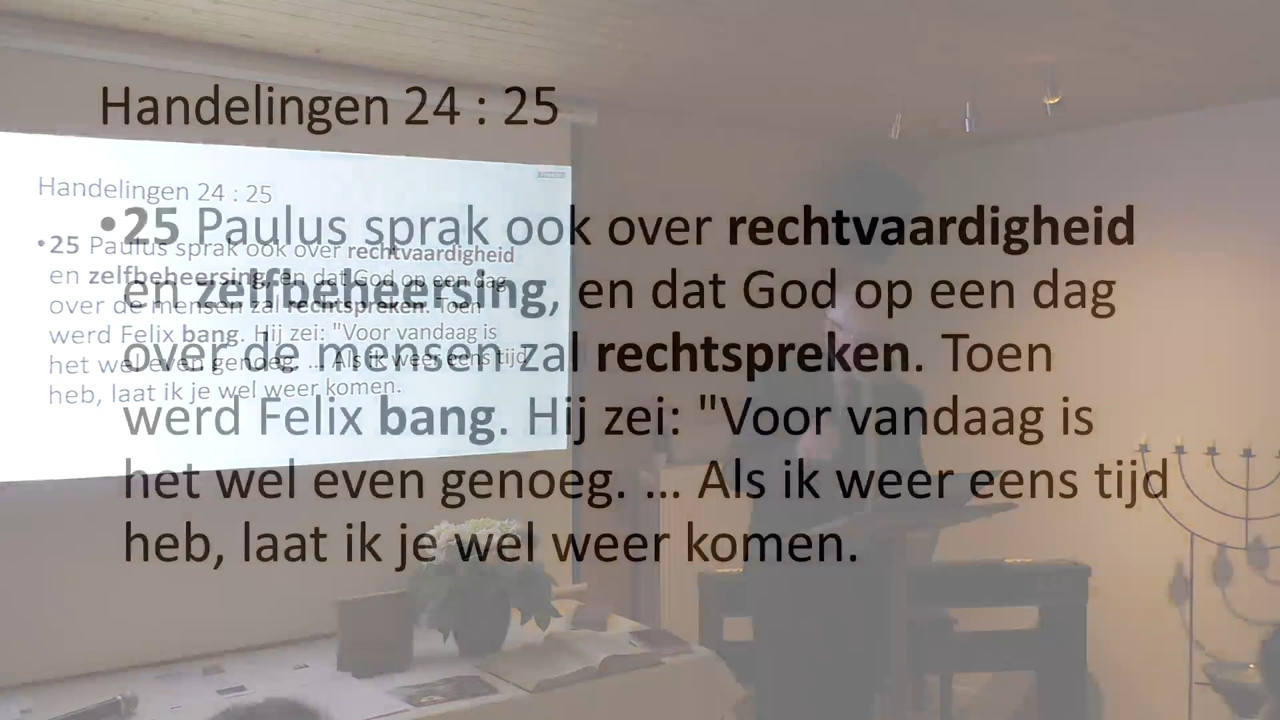 Handelingen 24 : 25
•25 Paulus sprak ook over rechtvaardigheid
en zelfbeheersing, en dat God op een dag
over de mensen zal rechtspreken. Toen
werd Felix bang. Hij zei: "Voor vandaag is
het wel even genoeg. ... Als ik weer eens tijd
heb, laat ik je wel weer komen.
Handelingen 24 : 25
•25 Paulus sprak ook over rechtvaardigheid
en zelfbeheersing, en dat God op een dag
over de mensen zal rechtspreken. Toen
werd Felix bang. Hij zei: "Voor vandaag is
het wel even genoeg. ... Als ik weer eens tijd
heb, laat ik je wel weer komen.